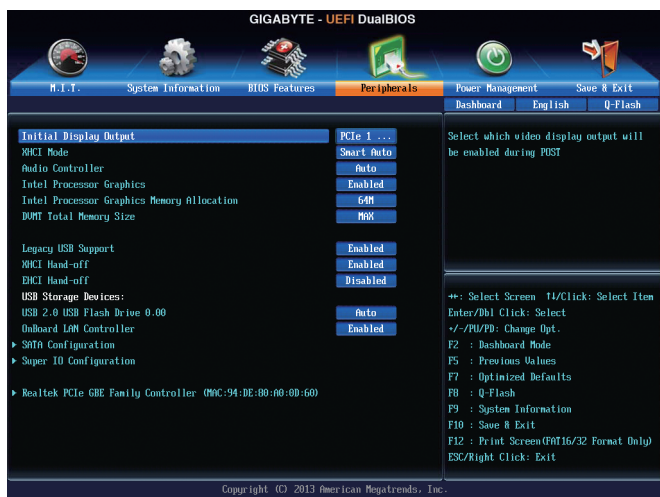 GIGABYTE - UEFI DualBIOS
M.I.T.
System Information
BIOS Features
Peripherals
Power Management
Save & Exit
Dashboard
English
Q-Flash
Initial Display Output PCIe 1 ...
XHCI Mode Smart Auto
Audio Controller Auto
Intel Processor Graphics Enabled
Intel Processor Graphics Memory Allocation 64M
DVMT Total Memory Size MAX
Legacy USB Support Enabled
XHCI Hand-off Enabled
EHCI Hand-off Disabled
USB Storage Devices:
USB 2.0 USB Flash Drive 0.00 Auto
OnBoard LAN Controller Enabled
SATA Configuration
Super IO Configuration
Realtek PCIe GBE Family Controller (MAC:94:DE:80:A0:0D:60)
Select which video display output will
be enabled during POST
↔: Select Screen ↑↓/Click: Select Item
Enter/Dbl Click: Select
+/-/PU/PD: Change Opt.
F2 : Dashboard Mode
F5 : Previous Values
F7 : Optimized Defaults
F8 : Q-Flash
F9 : System Information
F10 : Save & Exit
F12 : Print Screen(FAT16/32 Format Only)
ESC/Right Click: Exit
Copyright (C) 2013 American Megatrends, Inc.